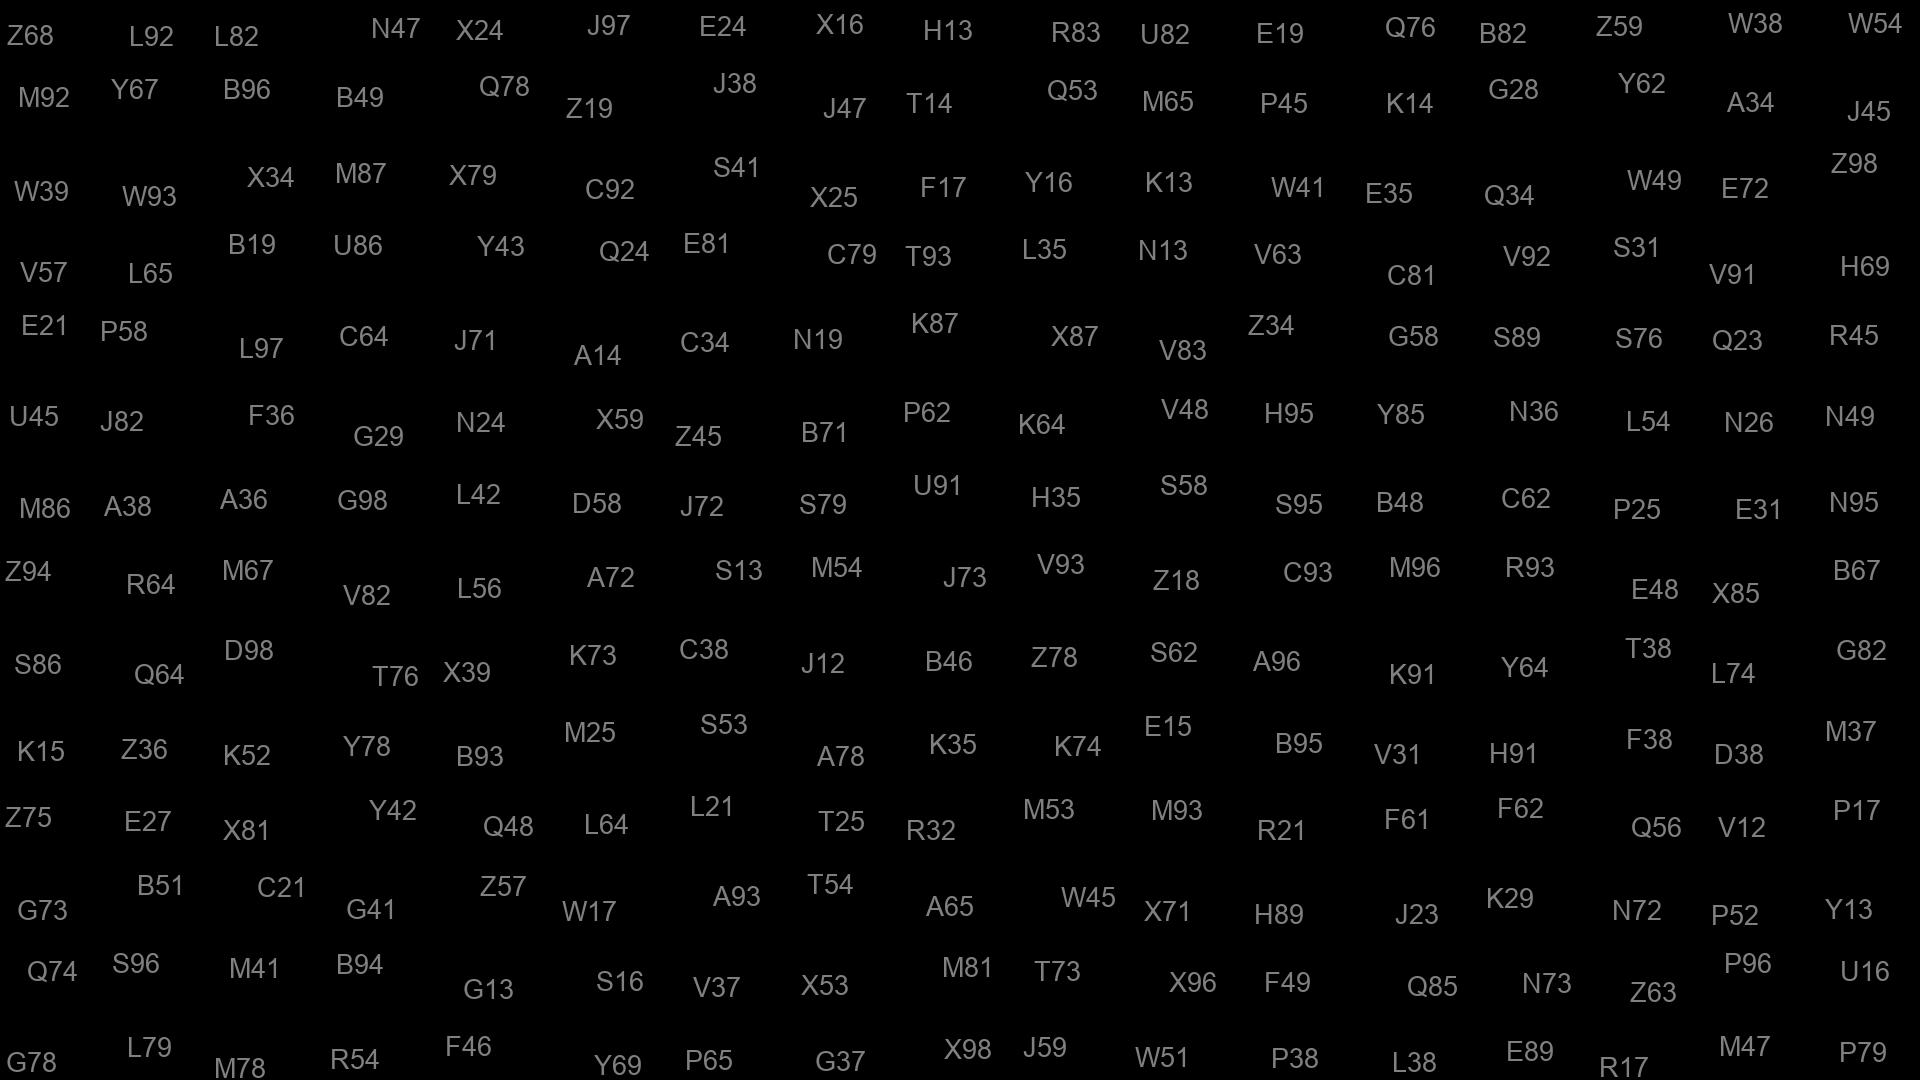 Z68 L92 L82 N47 X24 J97 E24 X16 H13 R83 U82 E19 Q76 B82 Z59 W38 W54
M92 Y67 B96 B49 Q78 Z19 J38 J47 T14 Q53 M65 P45 K14 G28 Y62 A34 J45
W39 W93 X34 M87 X79 C92 S41 X25 F17 Y16 K13 W41 E35 Q34 W49 E72 Z98
V57 L65 B19 U86 Y43 Q24 E81 C79 T93 L35 N13 V63 C81 V92 S31 V91 H69
E21 P58 L97 C64 J71 A14 C34 N19 K87 X87 V83 Z34 G58 S89 S76 Q23 R45
U45 J82 F36 G29 N24 X59 Z45 B71 P62 K64 V48 H95 Y85 N36 L54 N26 N49
M86 A38 A36 G98 L42 D58 J72 S79 U91 H35 S58 S95 B48 C62 P25 E31 N95
Z94 R64 M67 V82 L56 A72 S13 M54 J73 V93 Z18 C93 M96 R93 E48 X85 B67
S86 Q64 D98 T76 X39 K73 C38 J12 B46 Z78 S62 A96 K91 Y64 T38 L74 G82
K15 Z36 K52 Y78 B93 M25 S53 A78 K35 K74 E15 B95 V31 H91 F38 D38 M37
Z75 E27 X81 Y42 Q48 L64 L21 T25 R32 M53 M93 R21 F61 F62 Q56 V12 P17
G73 B51 C21 G41 Z57 W17 A93 T54 A65 W45 X71 H89 J23 K29 N72 P52 Y13
Q74 S96 M41 B94 G13 S16 V37 X53 M81 T73 X96 F49 Q85 N73 Z63 P96 U16
G78 L79 M78 R54 F46 Y69 P65 G37 X98 J59 W51 P38 L38 E89 R17 M47 P79